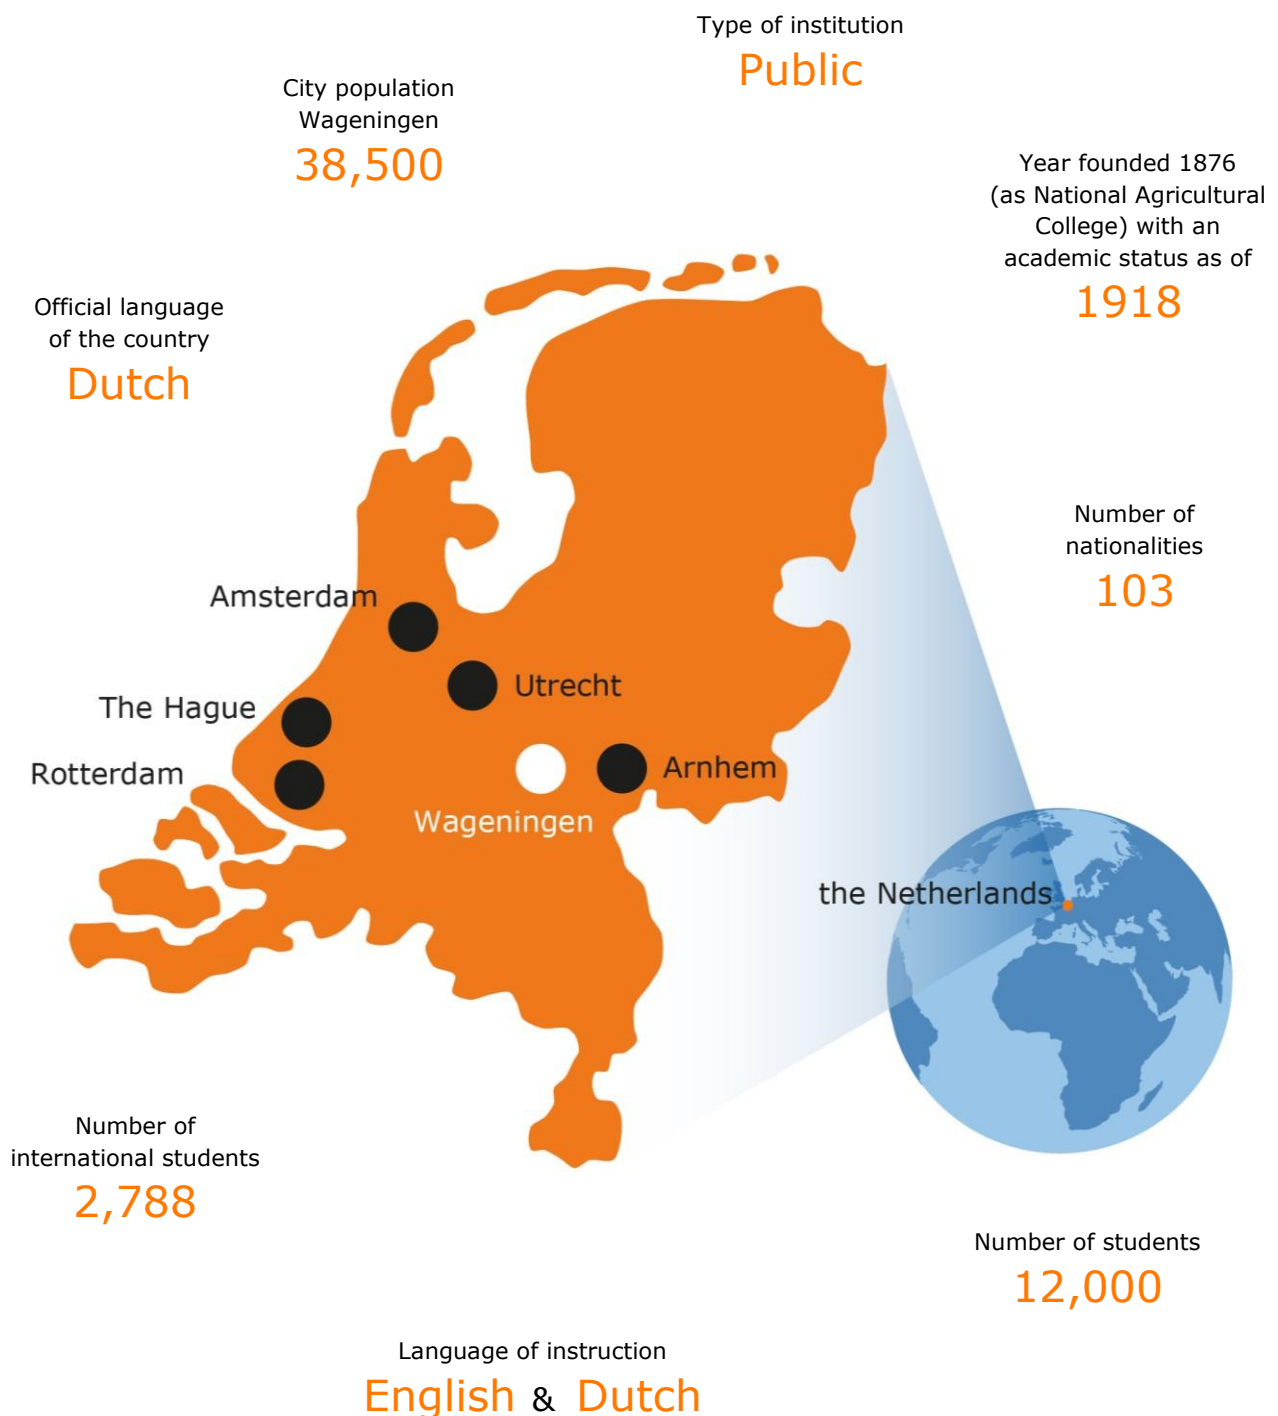 Type of institution
Public
City population
Wageningen
38,500
Year founded 1876
(as National Agricultural
College) with an
academic status as of
1918
Official language
of the country
Dutch
Number of
nationalities
103
Amsterdam
Utrecht
The Hague
Rotterdam
Arnhem
Wageningen
the Netherlands
Number of
international students
2,788
Number of students
12,000
Language of instruction
English & Dutch